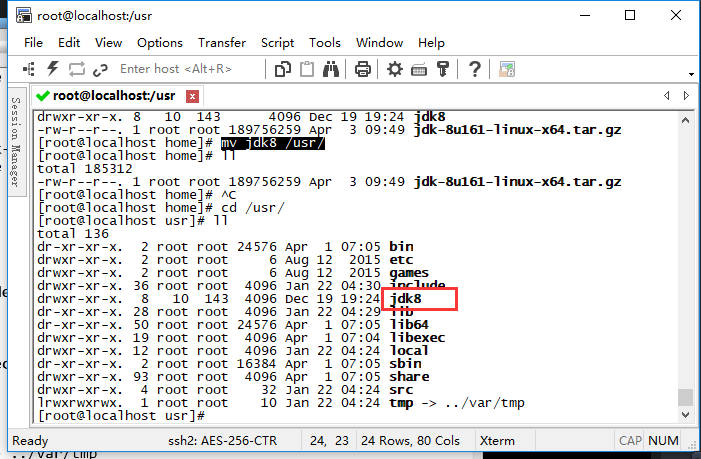 root@localhost:/usr
File Edit View Options Transfer Script Tools Window Help
Enter host <Alt+R>
Session Manager
root@localhost:/usr
drwxr-xr-x. 8 10 143 4096 Dec 19 19:24 jdk8
-rw-r--r--. 1 root root 189756259 Apr 3 09:49 jdk-8u161-linux-x64.tar.gz
[root@localhost home]# mv jdk8 /usr/
[root@localhost home]# ll
total 185312
-rw-r--r--. 1 root root 189756259 Apr 3 09:49 jdk-8u161-linux-x64.tar.gz
[root@localhost home]# ^C
[root@localhost home]# cd /usr/
[root@localhost usr]# ll
total 136
dr-xr-xr-x. 2 root root 24576 Apr 1 07:05 bin
drwxr-xr-x. 2 root root 6 Aug 12 2015 etc
drwxr-xr-x. 2 root root 6 Aug 12 2015 games
drwxr-xr-x. 36 root root 4096 Jan 22 04:30 include
drwxr-xr-x. 8 10 143 4096 Dec 19 19:24 jdk8
dr-xr-xr-x. 28 root root 4096 Jan 22 04:29 lib
dr-xr-xr-x. 50 root root 24576 Apr 1 07:05 lib64
drwxr-xr-x. 19 root root 4096 Apr 1 07:04 libexec
drwxr-xr-x. 12 root root 4096 Jan 22 04:24 local
dr-xr-xr-x. 2 root root 16384 Apr 1 07:05 sbin
drwxr-xr-x. 93 root root 4096 Apr 1 07:05 share
drwxr-xr-x. 4 root root 32 Jan 22 04:24 src
lrwxrwxrwx. 1 root root 10 Jan 22 04:24 tmp -> ../var/tmp
[root@localhost usr]#
Ready ssh2: AES-256-CTR 24, 23 24 Rows, 80 Cols Xterm CAP NUM
../var/tmp